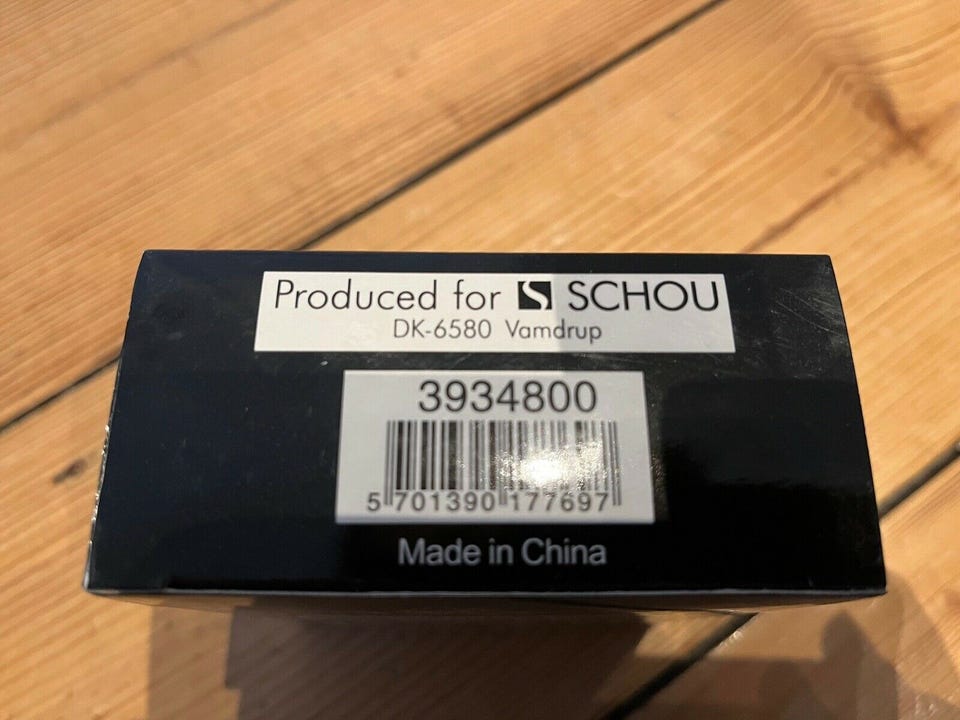 Produced for SCHOU
DK-6580 Vamdrup
3934800
5 701390 177697
Made in China